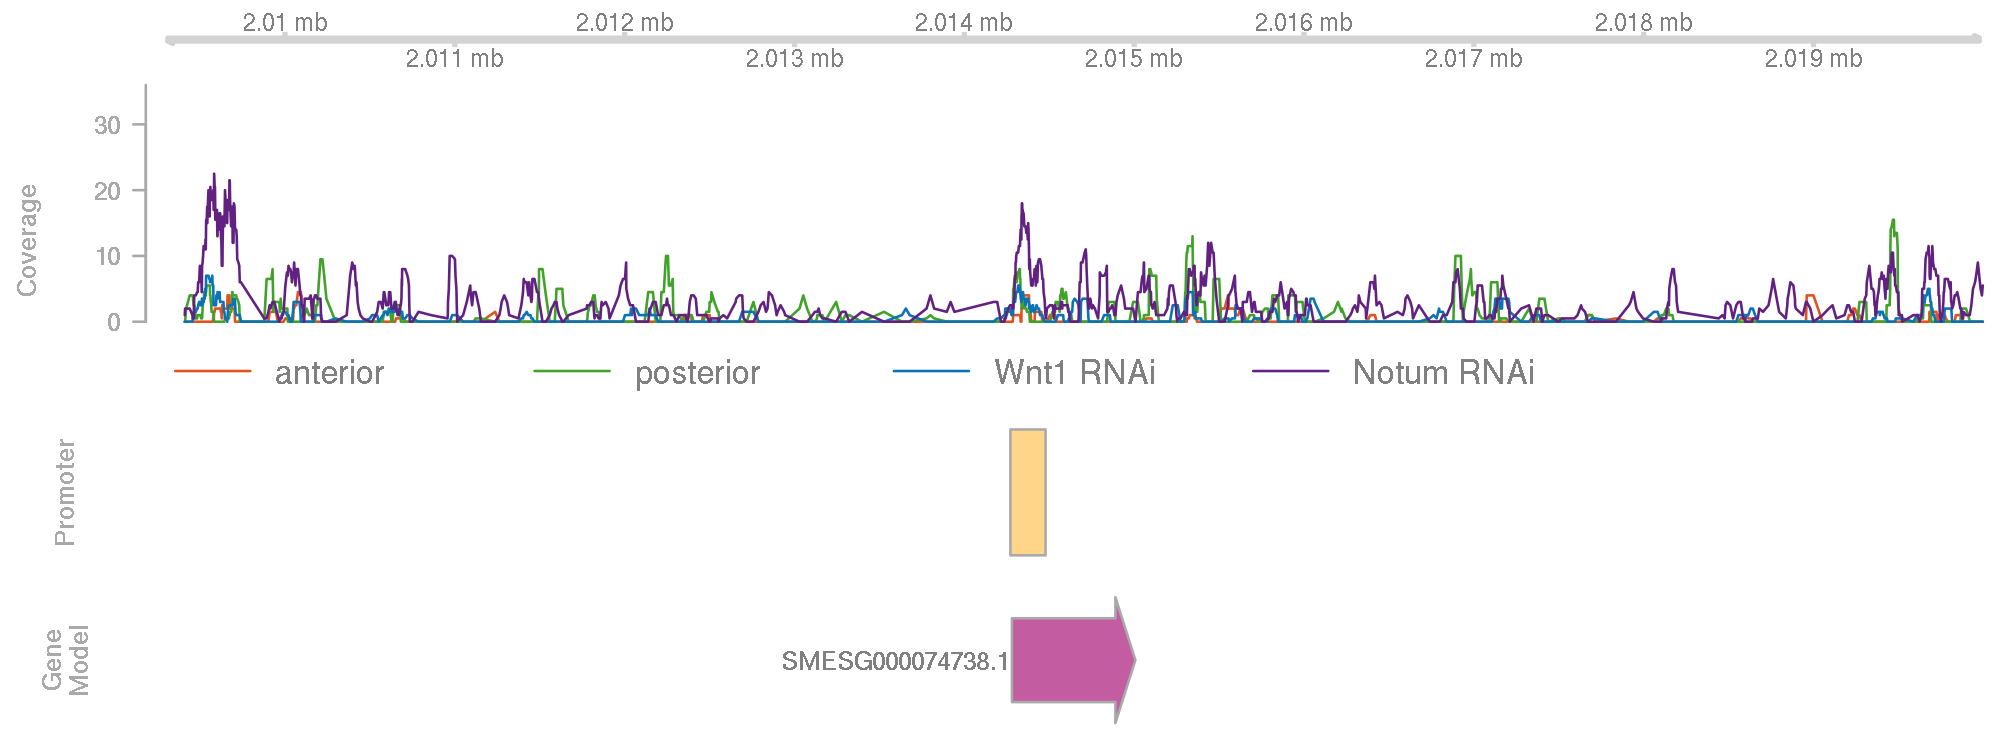 2.01 mb 2.012 mb 2.014 mb 2.016 mb 2.018 mb
2.011 mb 2.013 mb 2.015 mb 2.017 mb 2.019 mb
Coverage
30
20
10
0
anterior posterior Wnt1 RNAi Notum RNAi
Promoter
Gene
Model
SMESG000074738.1